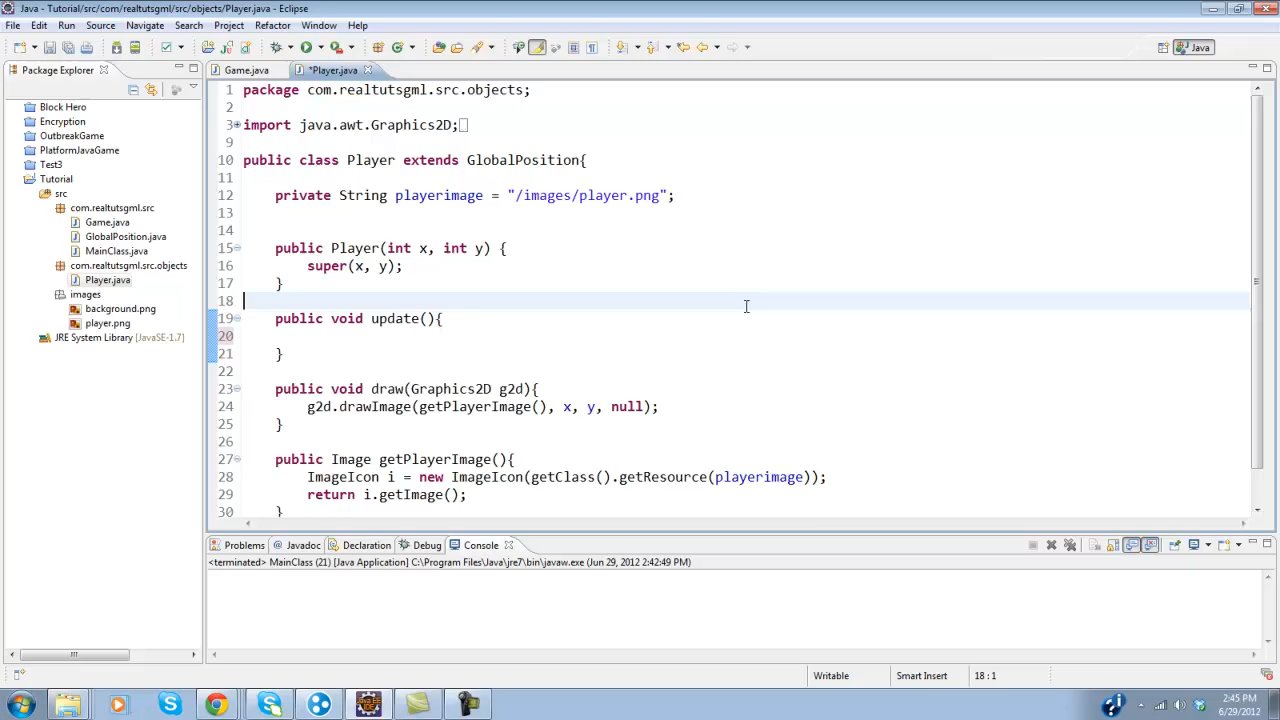 Java - Tutorial/src/com/realtutsgml/src/objects/Player.java - Eclipse
File Edit Run Source Navigate Search Project Refactor Window Help
Java
Package Explorer
Game.java *Player.java
Block Hero
Encryption
OutbreakGame
PlatformJavaGame
Test3
Tutorial
src
com.realtutsgml.src
Game.java
GlobalPosition.java
MainClass.java
com.realtutsgml.src.objects
Player.java
images
background.png
player.png
JRE System Library [JavaSE-1.7]
1 package com.realtutsgml.src.objects;
2
3 import java.awt.Graphics2D;
9
10 public class Player extends GlobalPosition{
11
12 private String playerimage = "/images/player.png";
13
14
15 public Player(int x, int y) {
16 super(x, y);
17 }
18
19 public void update(){
20
21 }
22
23 public void draw(Graphics2D g2d){
24 g2d.drawImage(getPlayerImage(), x, y, null);
25 }
26
27 public Image getPlayerImage(){
28 ImageIcon i = new ImageIcon(getClass().getResource(playerimage));
29 return i.getImage();
30 }
Problems @ Javadoc Declaration Debug Console
<terminated> MainClass (21) [Java Application] C:\Program Files\Java\jre7\bin\javaw.exe (Jun 29, 2012 2:42:49 PM)
Writable Smart Insert 18 : 1
2:45 PM
6/29/2012